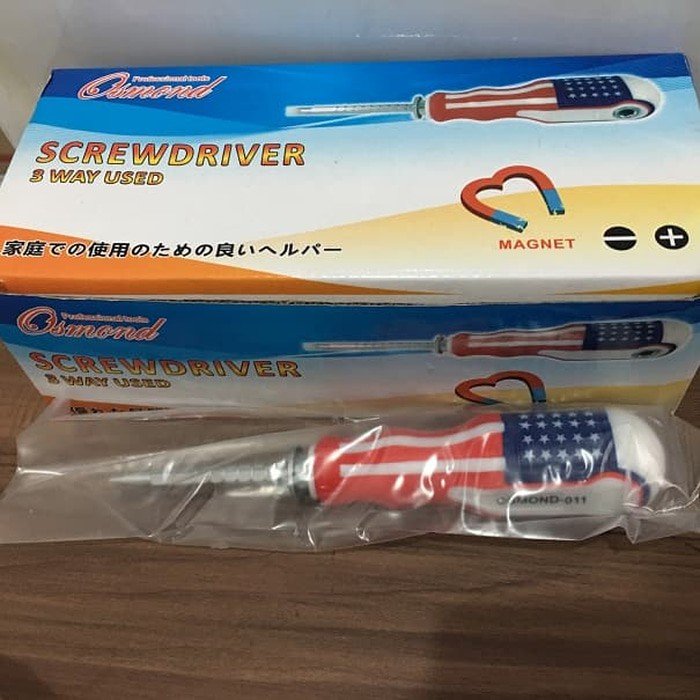 Professional tools
Osmond
SCREWDRIVER
3 WAY USED
家庭での使用のための良いヘルパー
MAGNET
Professional tools
Osmond
SCREWDRIVER
3 WAY USED
OSMOND-011